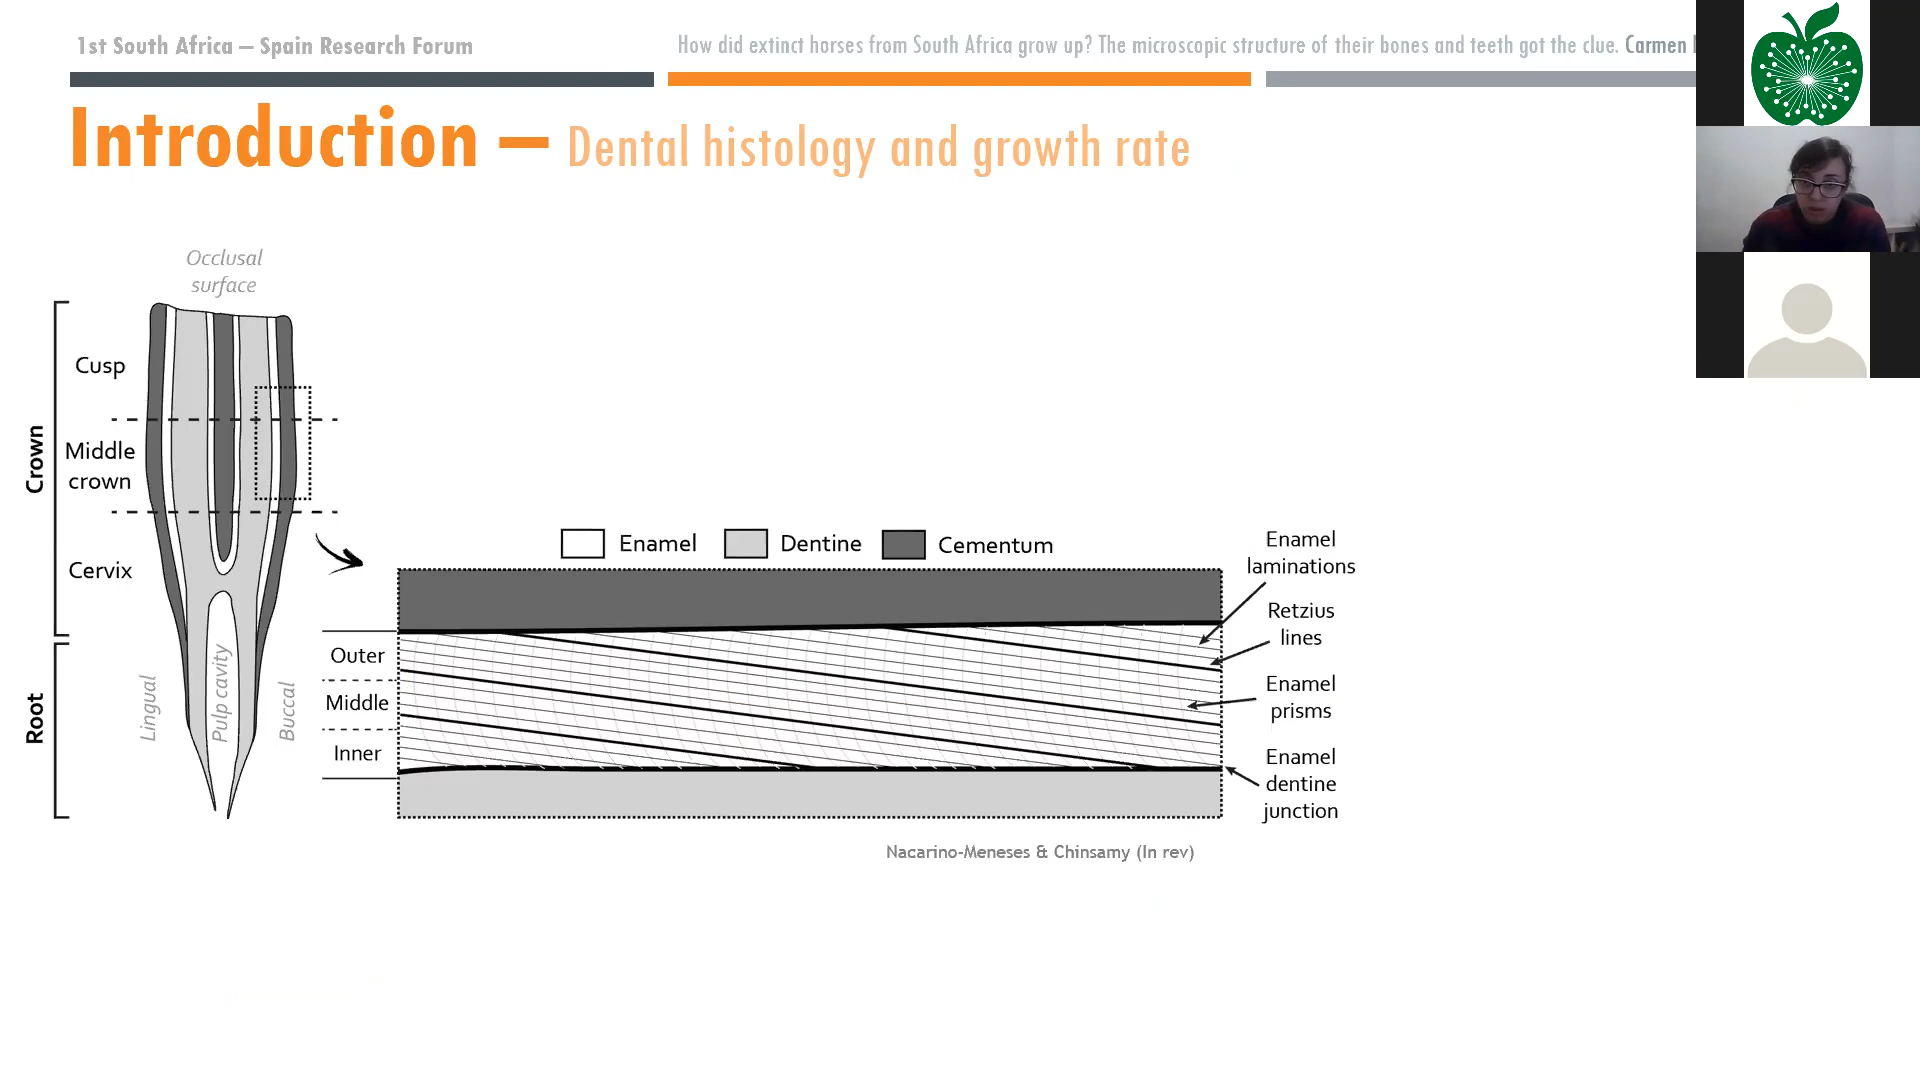 1st South Africa – Spain Research Forum
How did extinct horses from South Africa grow up? The microscopic structure of their bones and teeth got the clue. Carmen
Introduction – Dental histology and growth rate
Occlusal
surface
Crown
Cusp
Middle
crown
Cervix
Root
Lingual
Pulp cavity
Buccal
Enamel
Dentine
Cementum
Outer
Middle
Inner
Enamel
laminations
Retzius
lines
Enamel
prisms
Enamel
dentine
junction
Nacarino-Meneses & Chinsamy (In rev)